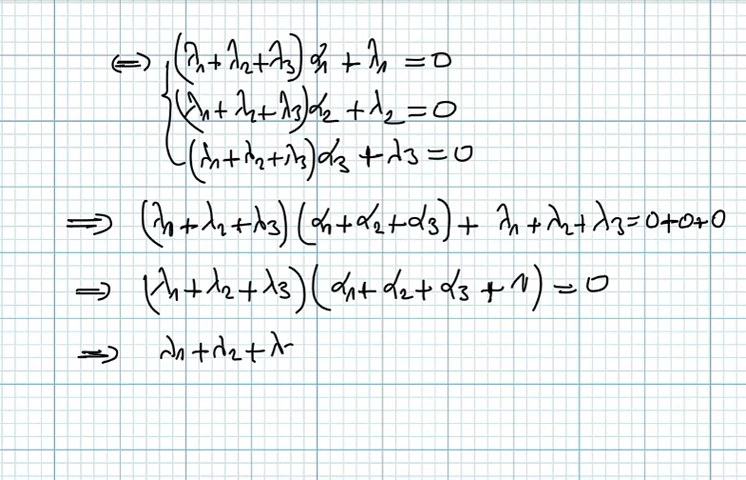 ⟺ (λ₁+λ₂+λ₃)α₁ + λ₁ = 0
(λ₁+λ₂+λ₃)α₂ + λ₂ = 0
(λ₁+λ₂+λ₃)α₃ + λ₃ = 0
⟹ (λ₁+λ₂+λ₃)(α₁+α₂+α₃) + λ₁+λ₂+λ₃ = 0+0+0
⟹ (λ₁+λ₂+λ₃)(α₁+α₂+α₃+1) = 0
⟹ λ₁+λ₂+λ